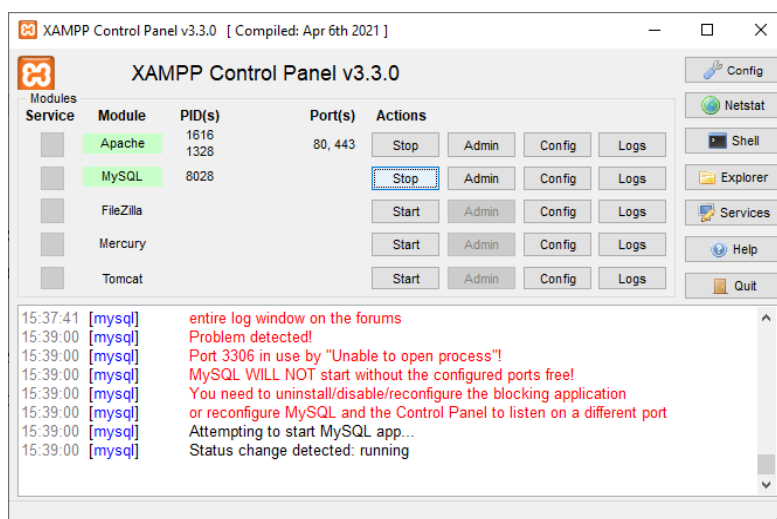 XAMPP Control Panel v3.3.0 [ Compiled: Apr 6th 2021 ]
XAMPP Control Panel v3.3.0
Config
Modules
Service Module PID(s) Port(s) Actions
Netstat
Apache 1616 1328 80, 443 Stop Admin Config Logs
Shell
MySQL 8028 Stop Admin Config Logs
Explorer
FileZilla Start Admin Config Logs
Services
Mercury Start Admin Config Logs
Help
Tomcat Start Admin Config Logs
Quit
15:37:41 [mysql] entire log window on the forums
15:39:00 [mysql] Problem detected!
15:39:00 [mysql] Port 3306 in use by "Unable to open process"!
15:39:00 [mysql] MySQL WILL NOT start without the configured ports free!
15:39:00 [mysql] You need to uninstall/disable/reconfigure the blocking application
15:39:00 [mysql] or reconfigure MySQL and the Control Panel to listen on a different port
15:39:00 [mysql] Attempting to start MySQL app...
15:39:00 [mysql] Status change detected: running